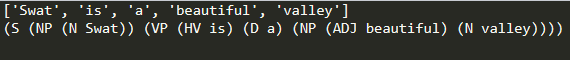 ['Swat', 'is', 'a', 'beautiful', 'valley']
(S (NP (N Swat)) (VP (HV is) (D a) (NP (ADJ beautiful) (N valley))))